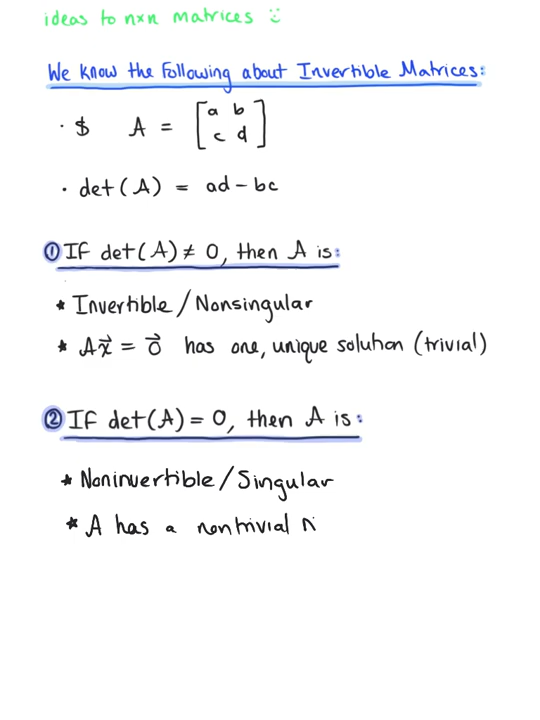 ideas to n×n matrices ü
We know the Following about Invertible Matrices:
· $ A = [a b
c d]
· det(A) = ad - bc
① If det(A) ≠ 0, then A is:
* Invertible / Nonsingular
* Ax⃗ = 0⃗ has one, unique solution (trivial)
② If det(A) = 0, then A is:
* Noninvertible / Singular
* A has a nontrivial